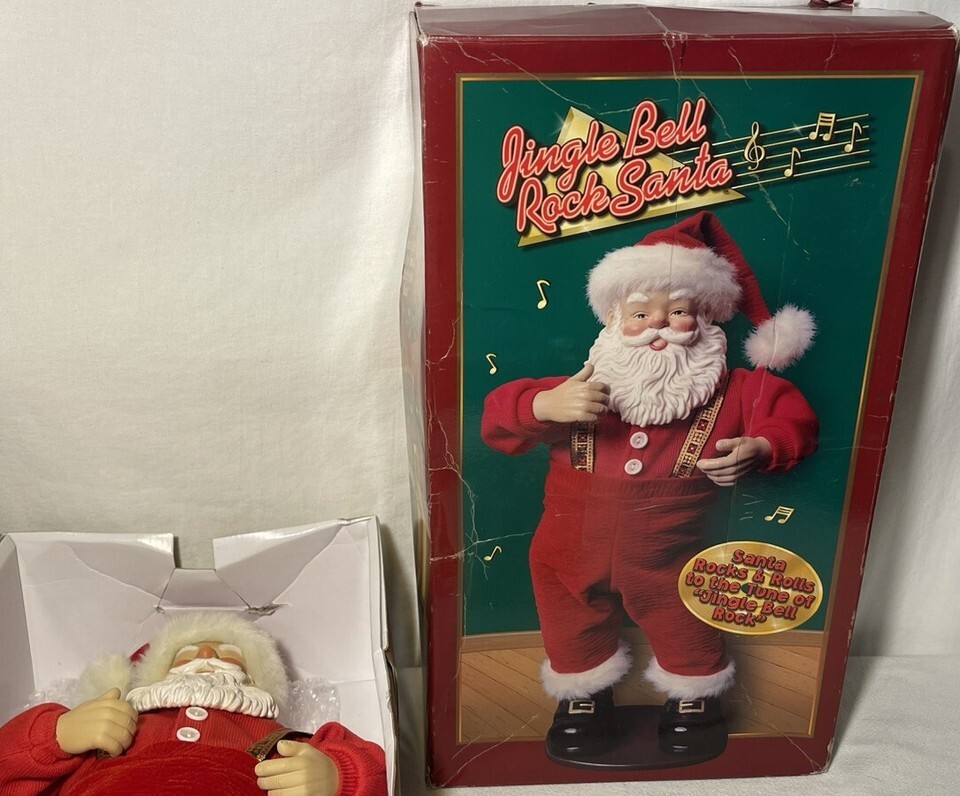 Jingle Bell
Rock Santa
Santa
Rocks & Rolls
to the Tune of
"Jingle Bell
Rock"